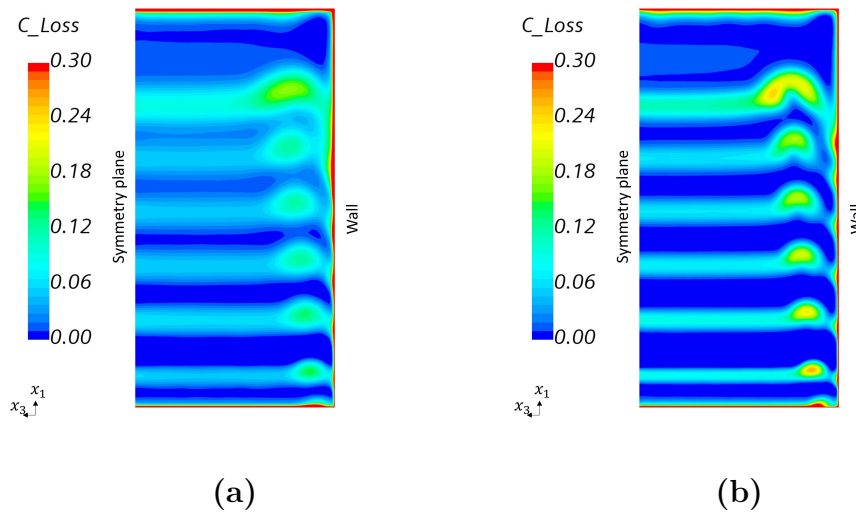 C_Loss
0.30
0.24
0.18
0.12
0.06
0.00
Symmetry plane
Wall
x₁
x₃
(a)
C_Loss
0.30
0.24
0.18
0.12
0.06
0.00
Symmetry plane
Wall
x₁
x₃
(b)